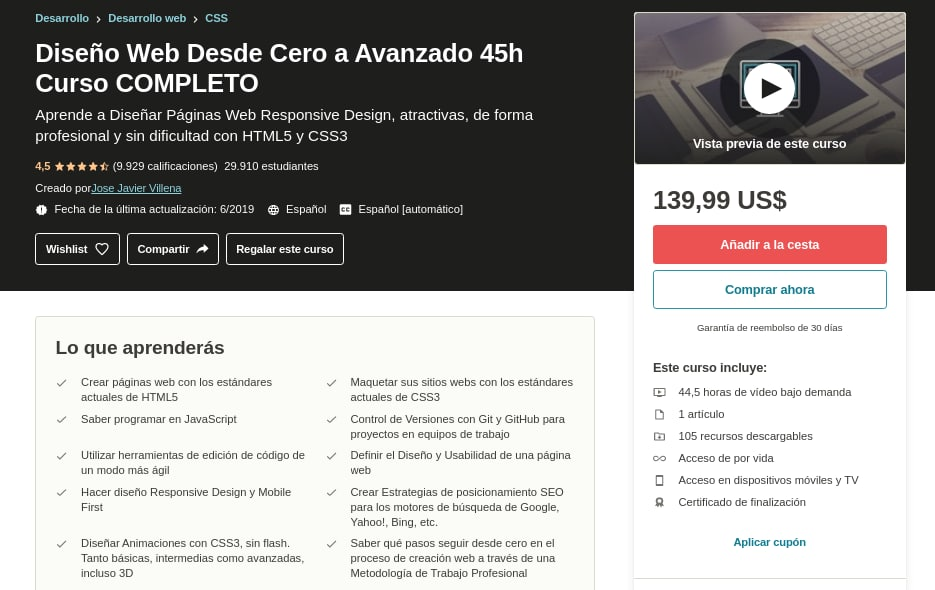 Desarrollo > Desarrollo web > CSS
Diseño Web Desde Cero a Avanzado 45h
Curso COMPLETO
Aprende a Diseñar Páginas Web Responsive Design, atractivas, de forma
profesional y sin dificultad con HTML5 y CSS3
4,5 (9.929 calificaciones) 29.910 estudiantes
Creado por Jose Javier Villena
Fecha de la última actualización: 6/2019 Español CC Español [automático]
Wishlist Compartir Regalar este curso
Lo que aprenderás
Crear páginas web con los estándares
actuales de HTML5
Maquetar sus sitios webs con los estándares
actuales de CSS3
Saber programar en JavaScript
Control de Versiones con Git y GitHub para
proyectos en equipos de trabajo
Utilizar herramientas de edición de código de
un modo más ágil
Definir el Diseño y Usabilidad de una página
web
Hacer diseño Responsive Design y Mobile
First
Crear Estrategias de posicionamiento SEO
para los motores de búsqueda de Google,
Yahoo!, Bing, etc.
Diseñar Animaciones con CSS3, sin flash.
Tanto básicas, intermedias como avanzadas,
incluso 3D
Saber qué pasos seguir desde cero en el
proceso de creación web a través de una
Metodología de Trabajo Profesional
Vista previa de este curso
139,99 US$
Añadir a la cesta
Comprar ahora
Garantía de reembolso de 30 días
Este curso incluye:
44,5 horas de vídeo bajo demanda
1 artículo
105 recursos descargables
Acceso de por vida
Acceso en dispositivos móviles y TV
Certificado de finalización
Aplicar cupón